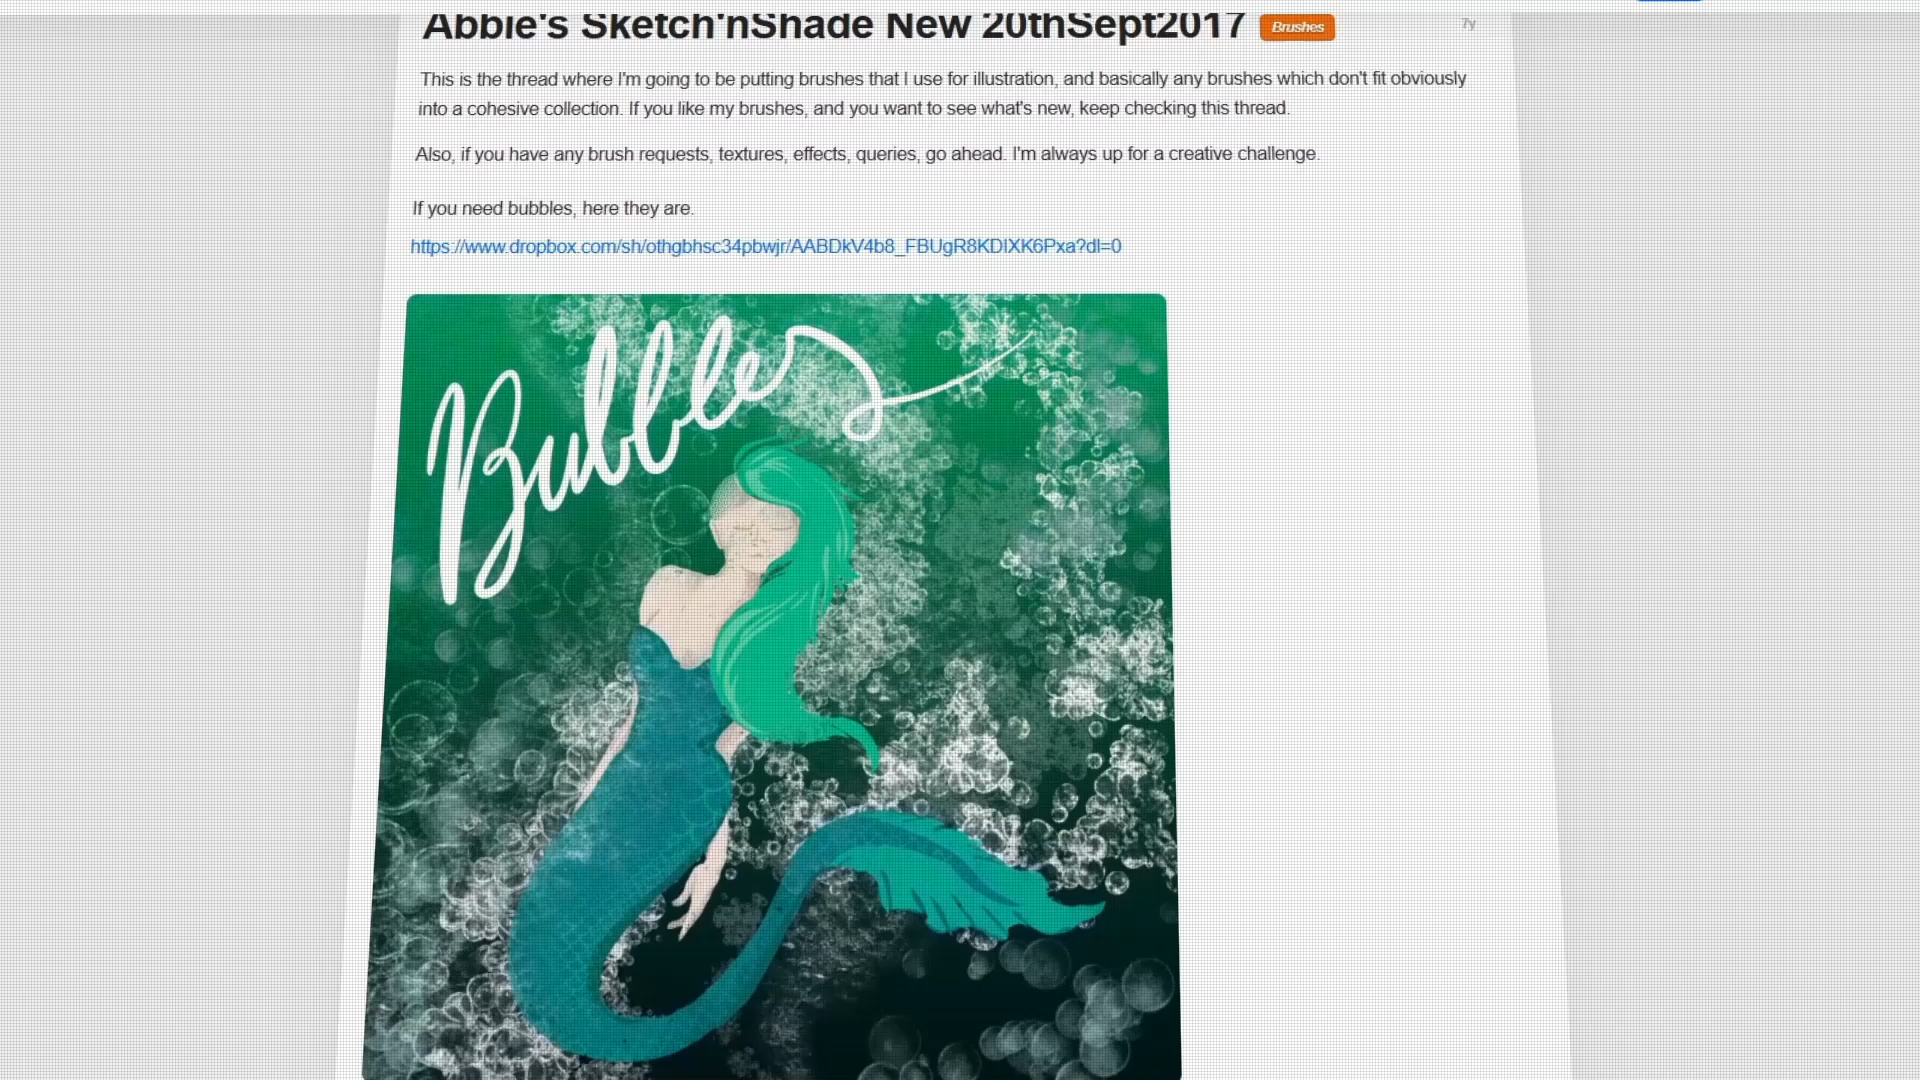 Abbie's Sketch'nShade New 20thSept2017 Brushes 7y
This is the thread where I'm going to be putting brushes that I use for illustration, and basically any brushes which don't fit obviously
into a cohesive collection. If you like my brushes, and you want to see what's new, keep checking this thread.
Also, if you have any brush requests, textures, effects, queries, go ahead. I'm always up for a creative challenge.
If you need bubbles, here they are.
https://www.dropbox.com/sh/othgbhsc34pbwjr/AABDkV4b8_FBUgR8KDIXK6Pxa?dl=0
Bubbles